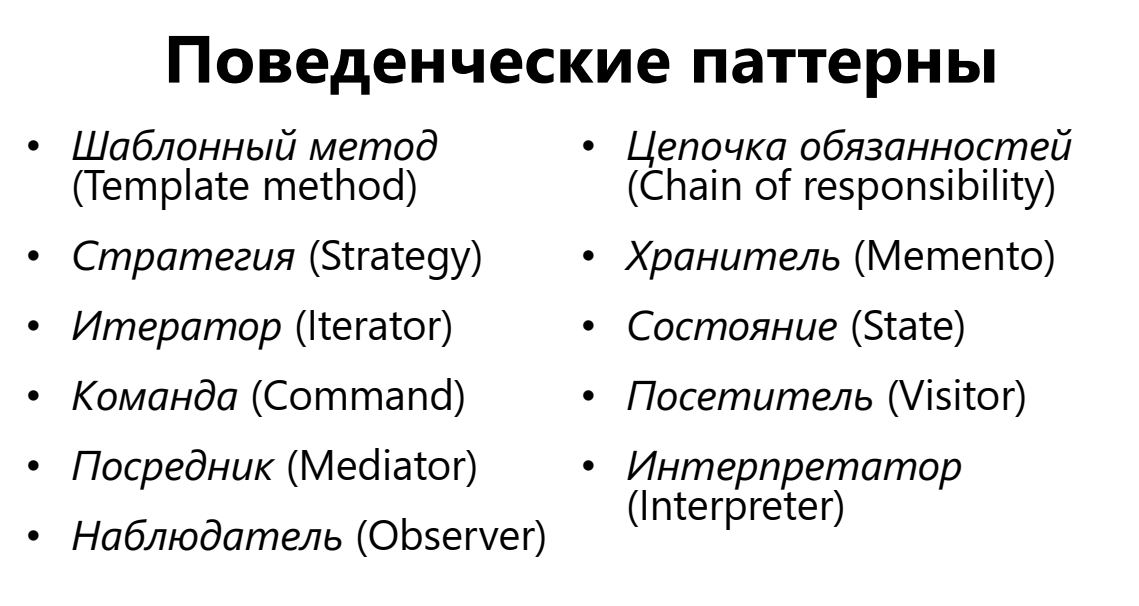 Поведенческие паттерны
• Шаблонный метод
(Template method)
• Стратегия (Strategy)
• Итератор (Iterator)
• Команда (Command)
• Посредник (Mediator)
• Наблюдатель (Observer)
• Цепочка обязанностей
(Chain of responsibility)
• Хранитель (Memento)
• Состояние (State)
• Посетитель (Visitor)
• Интерпретатор
(Interpreter)